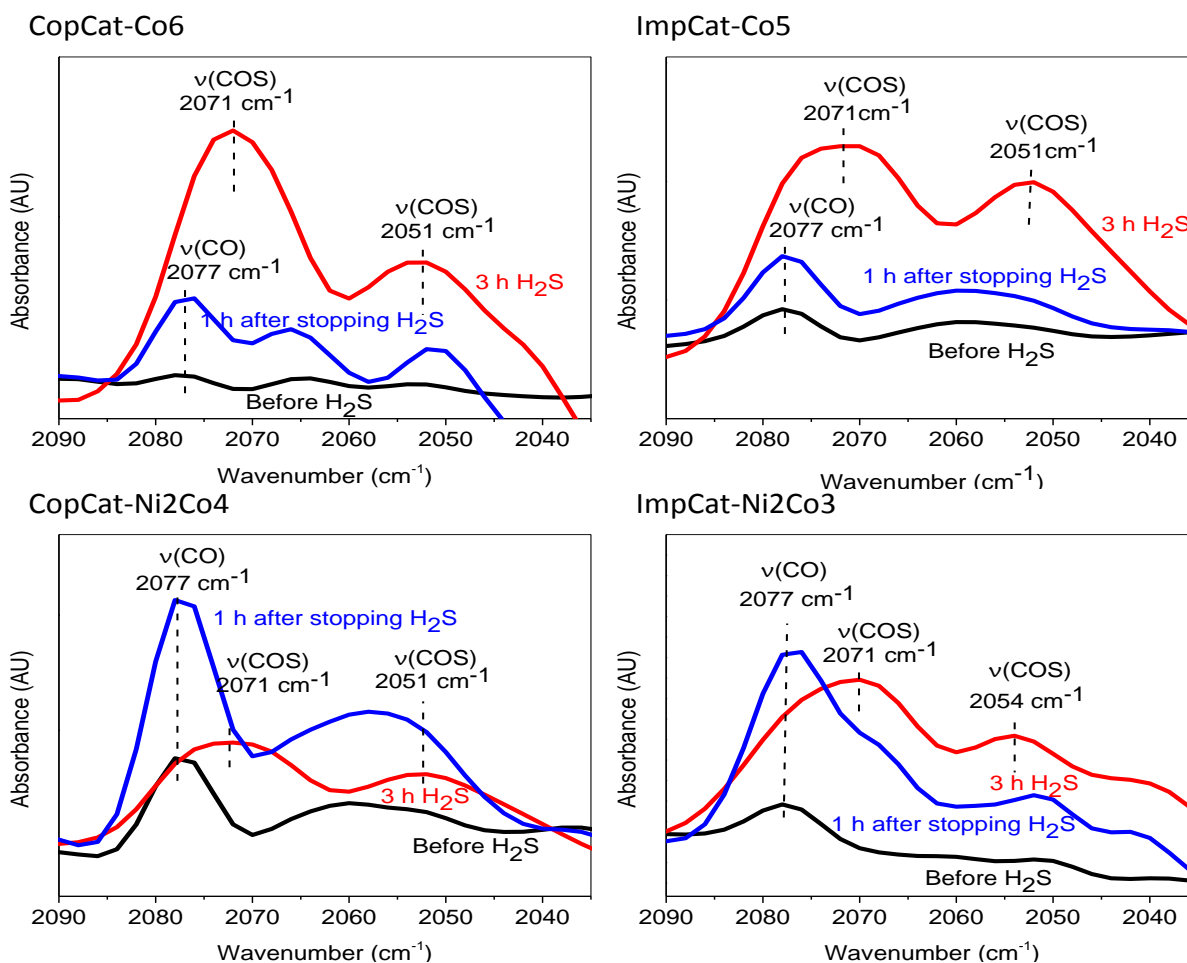 CopCat-Co6
ν(COS)
2071 cm⁻¹
ν(COS)
2051 cm⁻¹
ν(CO)
2077 cm⁻¹
3 h H₂S
1 h after stopping H₂S
Before H₂S
Absorbance (AU)
2090 2080 2070 2060 2050 2040
Wavenumber (cm⁻¹)
ImpCat-Co5
ν(COS)
2071cm⁻¹
ν(COS)
2051cm⁻¹
ν(CO)
2077 cm⁻¹
3 h H₂S
1 h after stopping H₂S
Before H₂S
Absorbance (AU)
2090 2080 2070 2060 2050 2040
Wavenumber (cm⁻¹)
CopCat-Ni2Co4
ν(CO)
2077 cm⁻¹
1 h after stopping H₂S
ν(COS)
2071 cm⁻¹
ν(COS)
2051 cm⁻¹
3 h H₂S
Before H₂S
Absorbance (AU)
2090 2080 2070 2060 2050 2040
Wavenumber (cm⁻¹)
ImpCat-Ni2Co3
ν(CO)
2077 cm⁻¹
ν(COS)
2071 cm⁻¹
ν(COS)
2054 cm⁻¹
3 h H₂S
1 h after stopping H₂S
Before H₂S
Absorbance (AU)
2090 2080 2070 2060 2050 2040
Wavenumber (cm⁻¹)